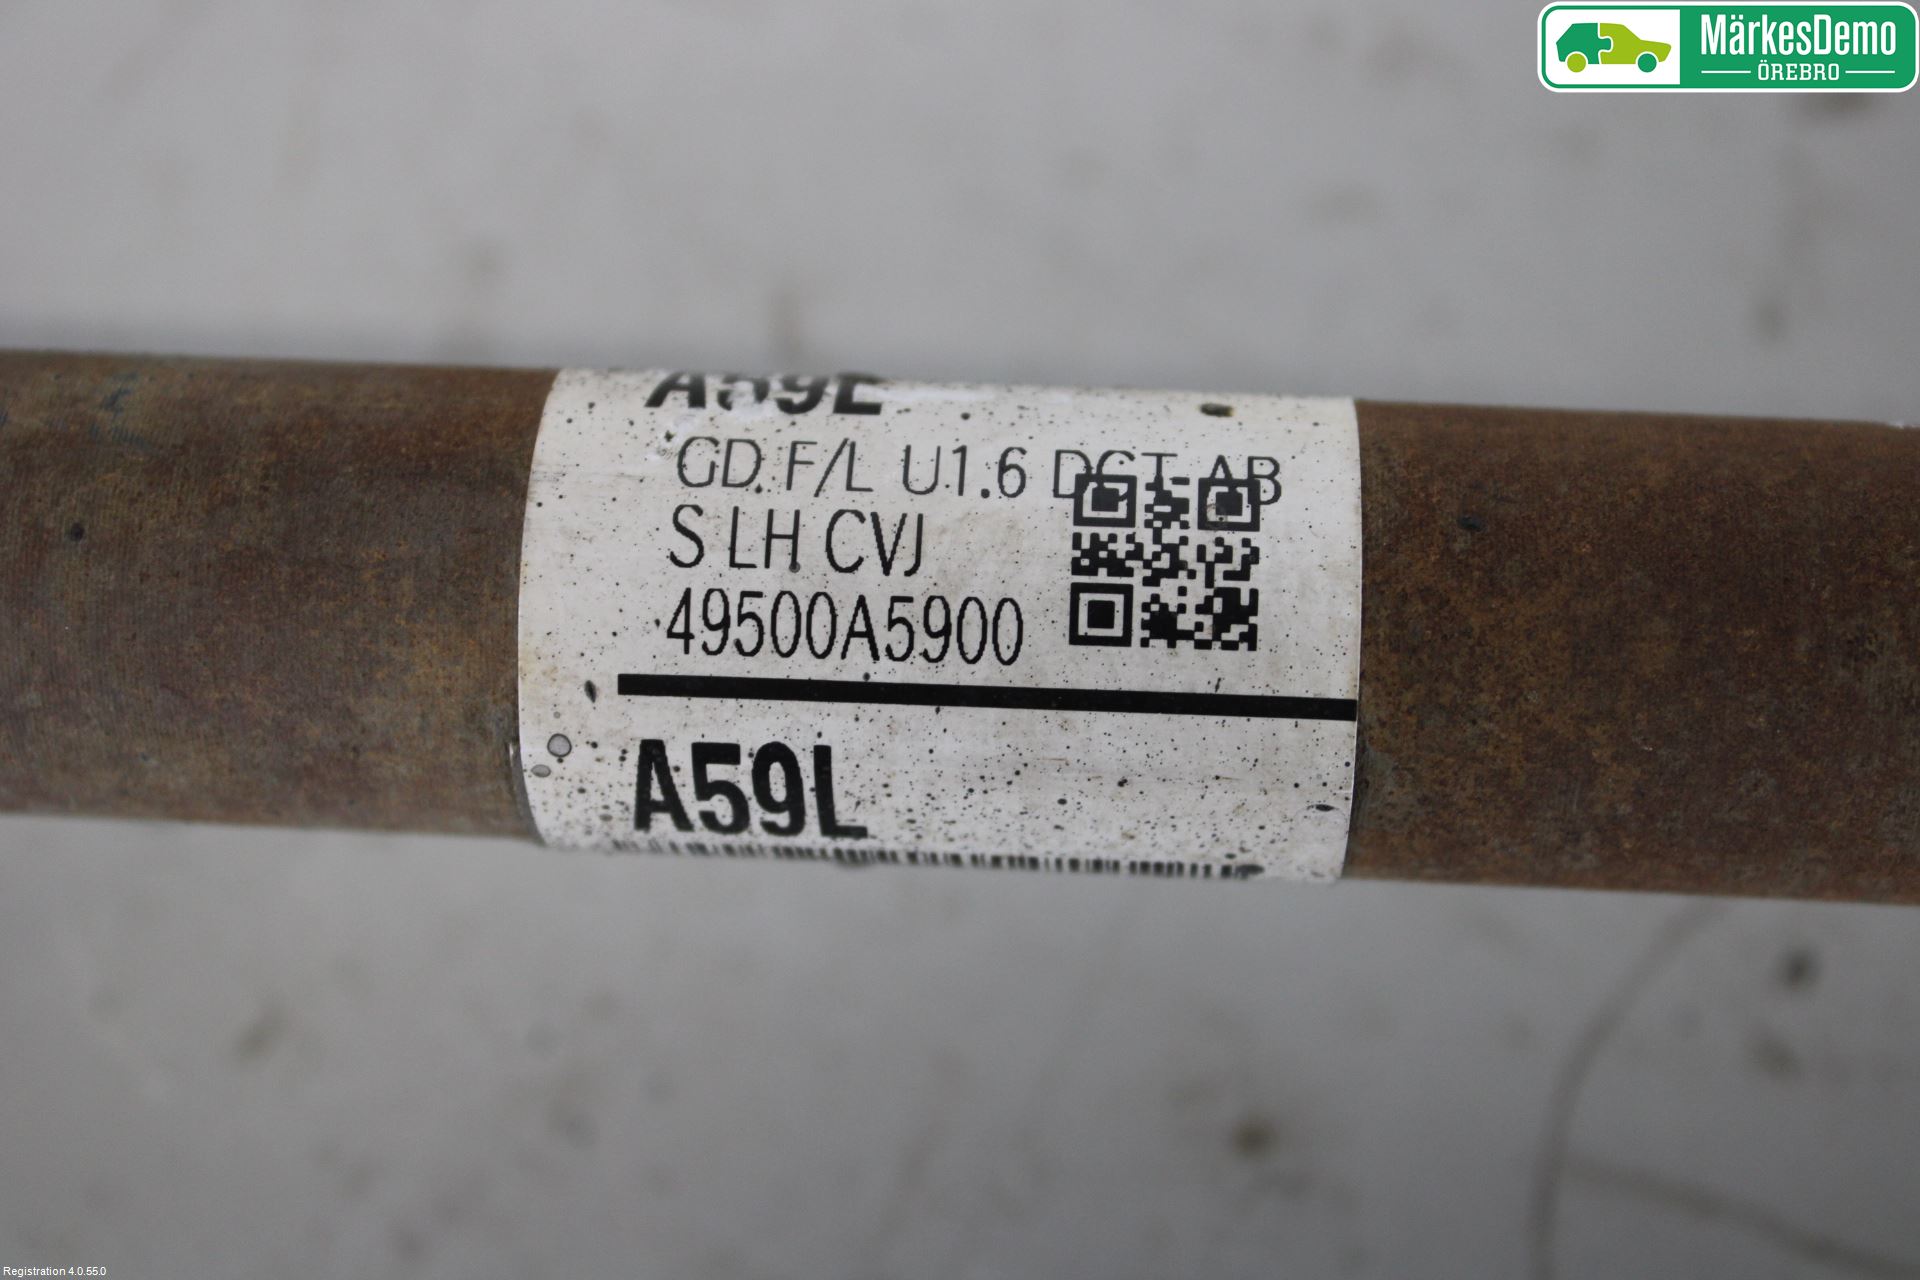 MärkesDemo
ÖREBRO
GD F/L U1.6 DCT AB
S LH CVJ
49500A5900
A59L
Registration 4.0.55.0